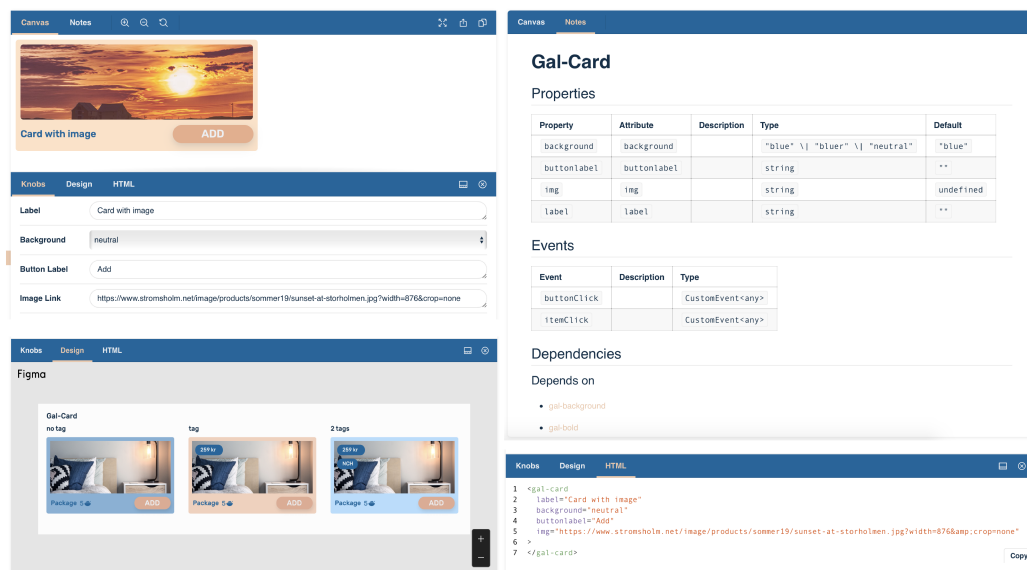 Canvas Notes
Card with image ADD
Knobs Design HTML
Label Card with image
Background neutral
Button Label Add
Image Link https://www.stromsholm.net/image/products/sommer19/sunset-at-storholmen.jpg?width=876&crop=none
Knobs Design HTML
Figma
Gal-Card
no tag tag 2 tags
259 kr 259 kr
NCH
Package 5 ADD Package 5 ADD Package 5 ADD
+
–
Canvas Notes
Gal-Card
Properties
Property Attribute Description Type Default
background background "blue" \| "bluer" \| "neutral" "blue"
buttonlabel buttonlabel string ""
img img string undefined
label label string ""
Events
Event Description Type
buttonClick CustomEvent<any>
itemClick CustomEvent<any>
Dependencies
Depends on
• gal-background
• gal-bold
Knobs Design HTML
1 <gal-card
2 label="Card with image"
3 background="neutral"
4 buttonlabel="Add"
5 img="https://www.stromsholm.net/image/products/sommer19/sunset-at-storholmen.jpg?width=876&amp;crop=none"
6 >
7 </gal-card>
Copy